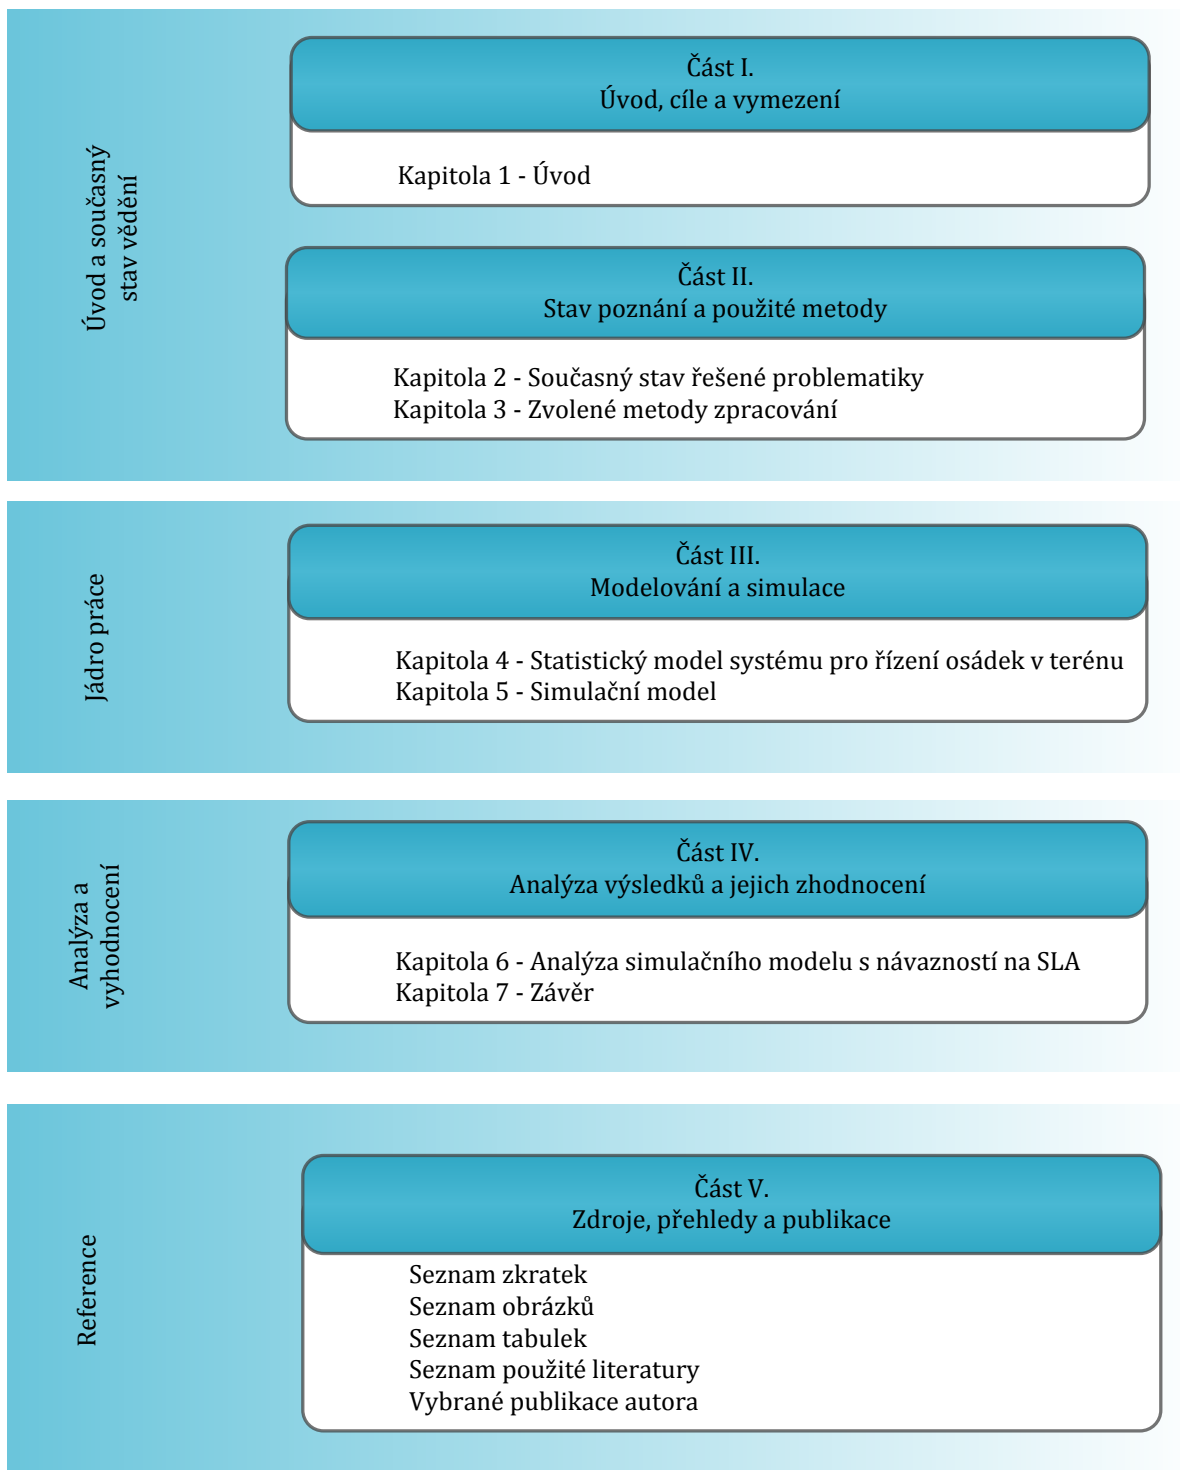 Úvod a současný
stav vědění
Část I.
Úvod, cíle a vymezení
Kapitola 1 - Úvod
Část II.
Stav poznání a použité metody
Kapitola 2 - Současný stav řešené problematiky
Kapitola 3 - Zvolené metody zpracování
Jádro práce
Část III.
Modelování a simulace
Kapitola 4 - Statistický model systému pro řízení osádek v terénu
Kapitola 5 - Simulační model
Analýza a
vyhodnocení
Část IV.
Analýza výsledků a jejich zhodnocení
Kapitola 6 - Analýza simulačního modelu s návazností na SLA
Kapitola 7 - Závěr
Reference
Část V.
Zdroje, přehledy a publikace
Seznam zkratek
Seznam obrázků
Seznam tabulek
Seznam použité literatury
Vybrané publikace autora